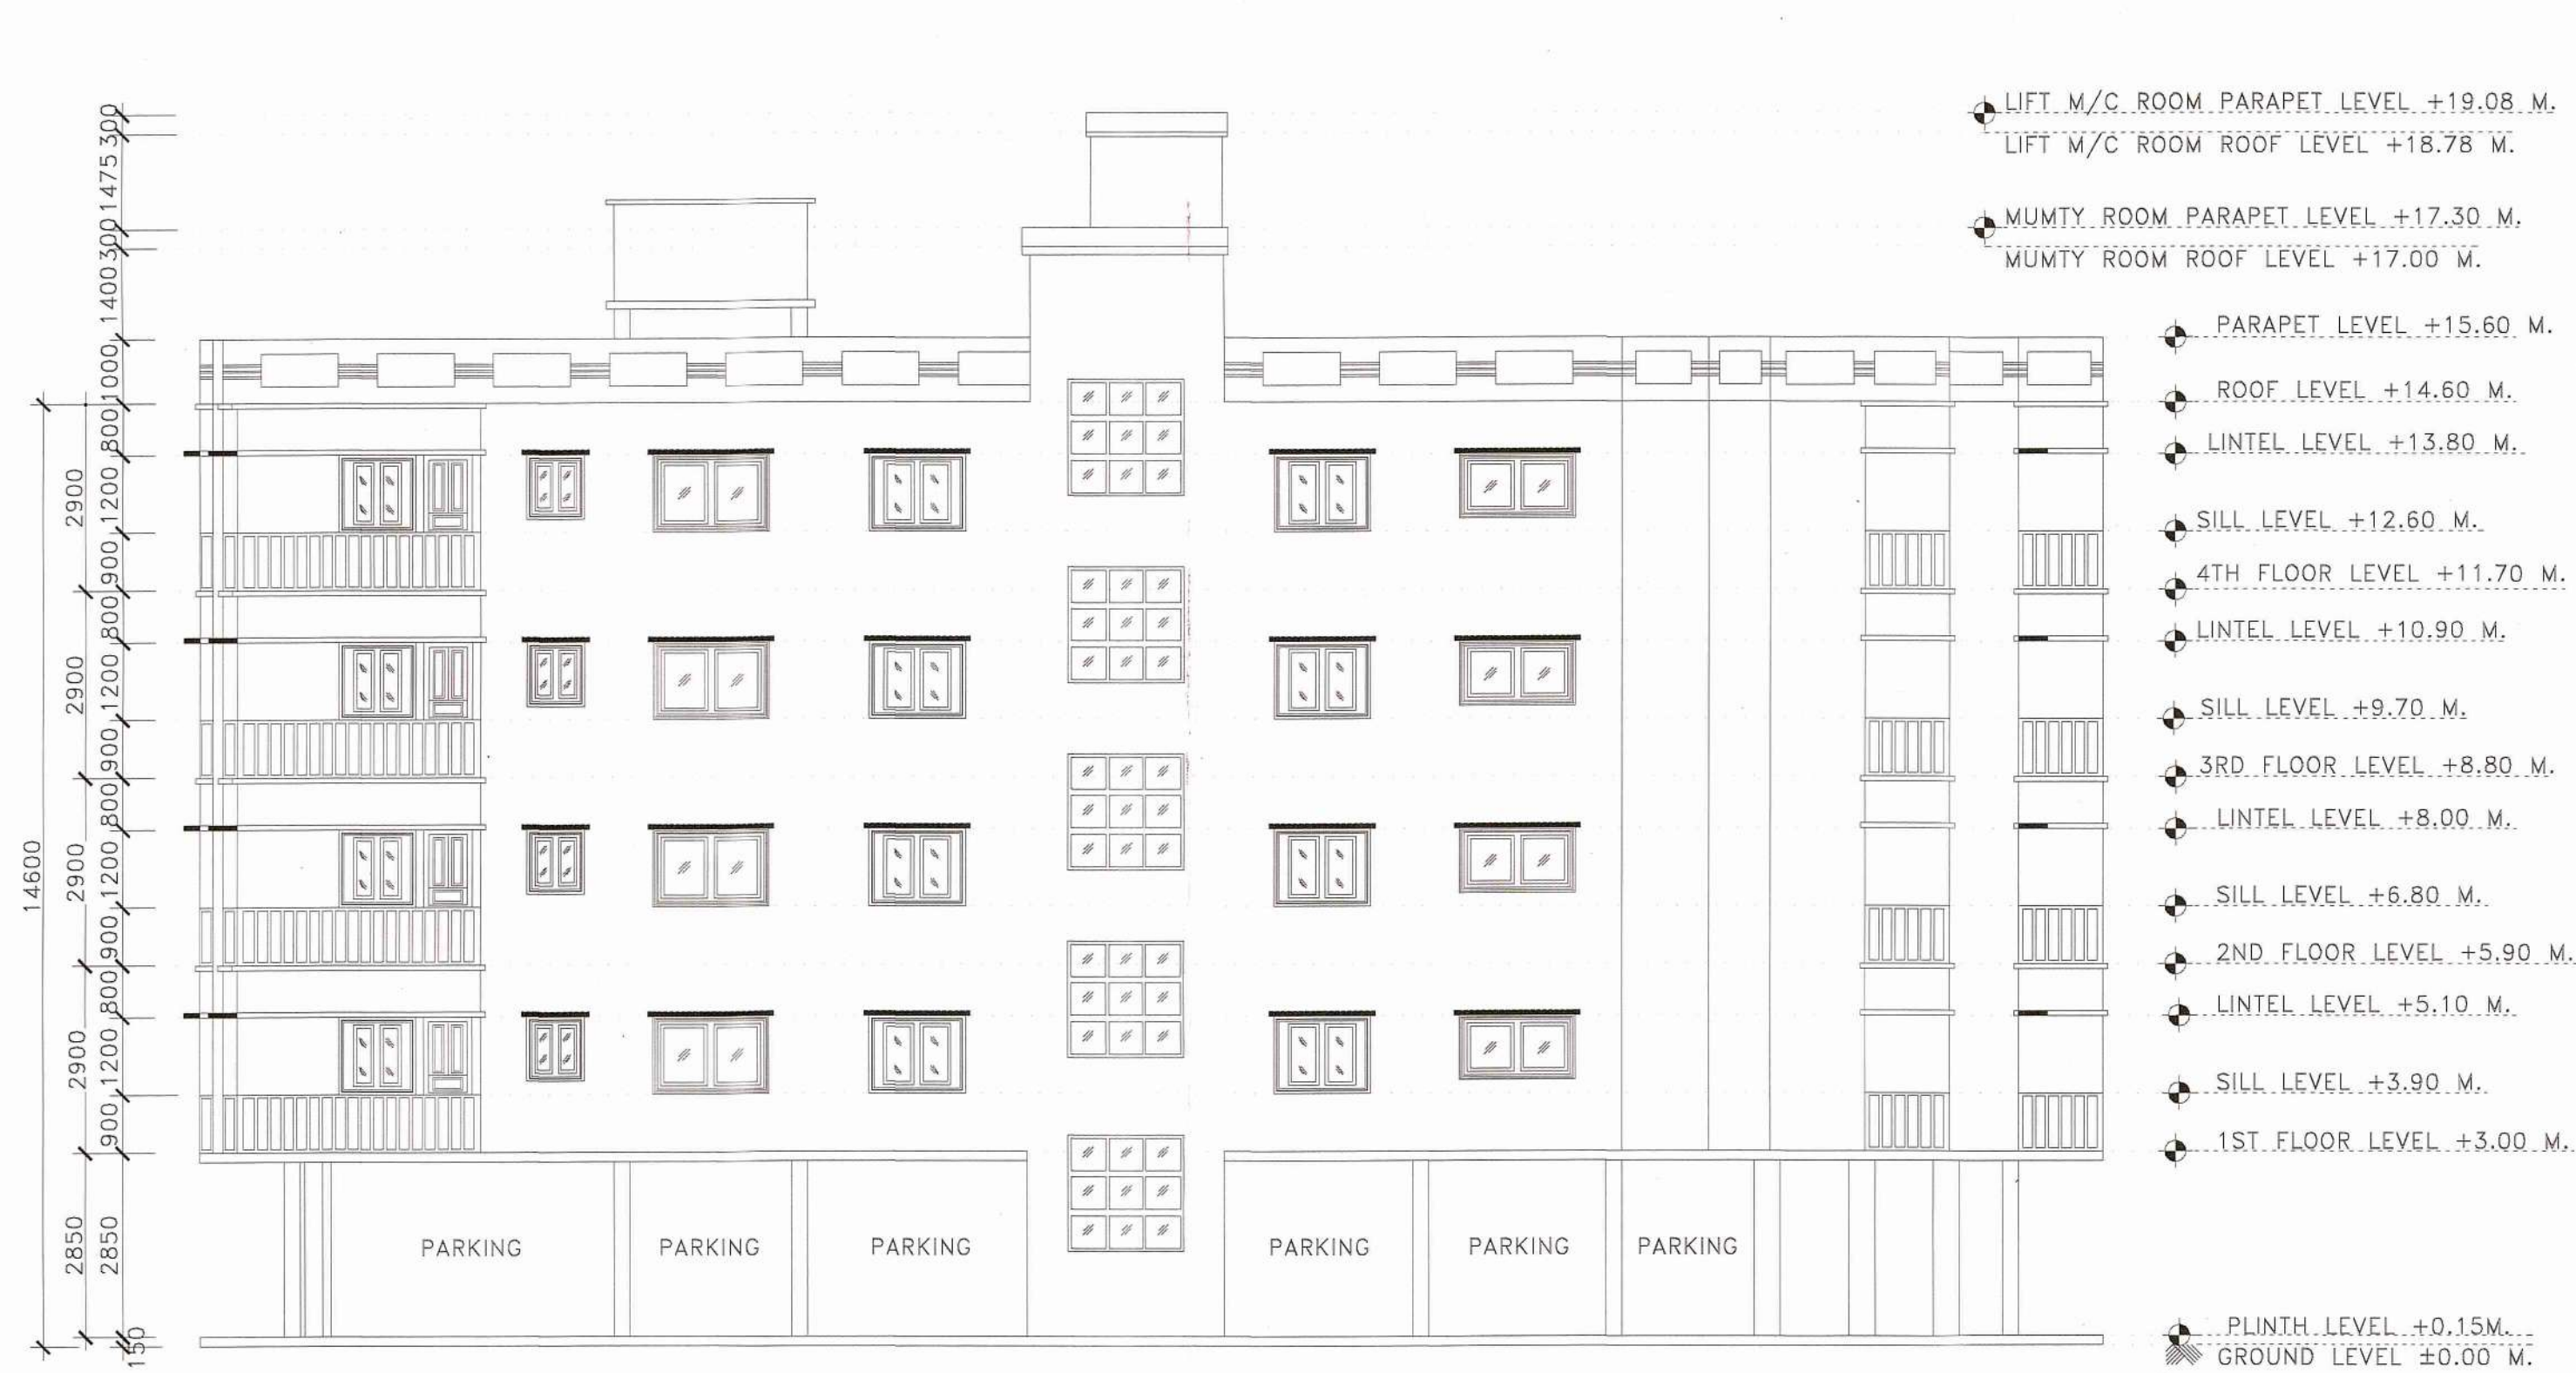 LIFT M/C ROOM PARAPET LEVEL +19.08 M.
LIFT M/C ROOM ROOF LEVEL +18.78 M.
MUMTY ROOM PARAPET LEVEL +17.30 M.
MUMTY ROOM ROOF LEVEL +17.00 M.
PARAPET LEVEL +15.60 M.
ROOF LEVEL +14.60 M.
LINTEL LEVEL +13.80 M.
SILL LEVEL +12.60 M.
4TH FLOOR LEVEL +11.70 M.
LINTEL LEVEL +10.90 M.
SILL LEVEL +9.70 M.
3RD FLOOR LEVEL +8.80 M.
LINTEL LEVEL +8.00 M.
SILL LEVEL +6.80 M.
2ND FLOOR LEVEL +5.90 M.
LINTEL LEVEL +5.10 M.
SILL LEVEL +3.90 M.
1ST FLOOR LEVEL +3.00 M.
PLINTH LEVEL +0.15M.
GROUND LEVEL ±0.00 M.
14600
2900
2900
2900
2900
2850
300
1475
300
1400
1000
800
1200
900
800
1200
900
800
1200
900
800
1200
900
2850
150
PARKING
PARKING
PARKING
PARKING
PARKING
PARKING